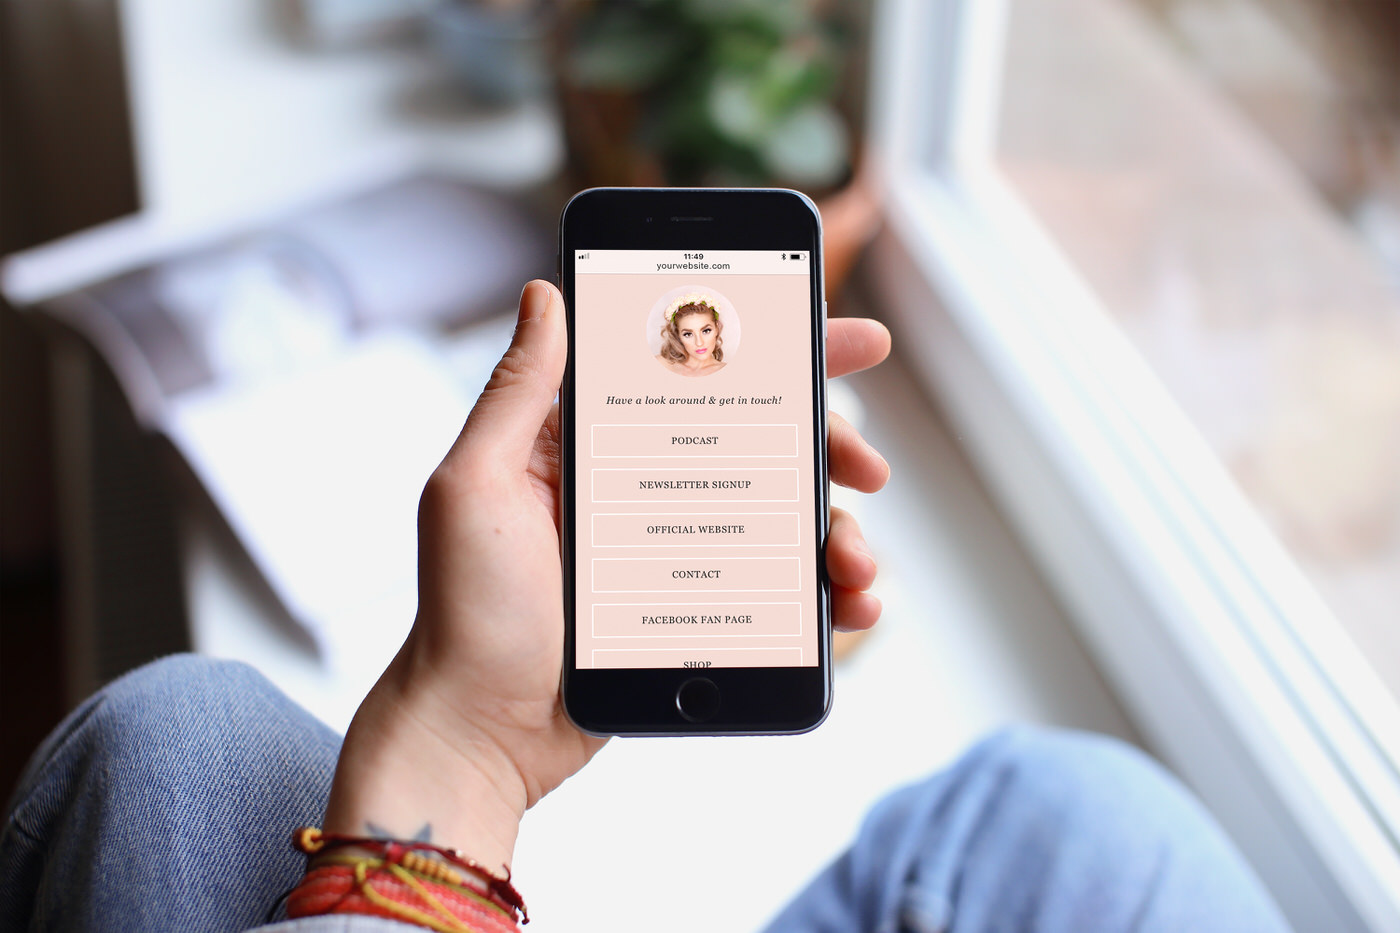 11:49
yourwebsite.com
Have a look around & get in touch!
PODCAST
NEWSLETTER SIGNUP
OFFICIAL WEBSITE
CONTACT
FACEBOOK FAN PAGE
SHOP